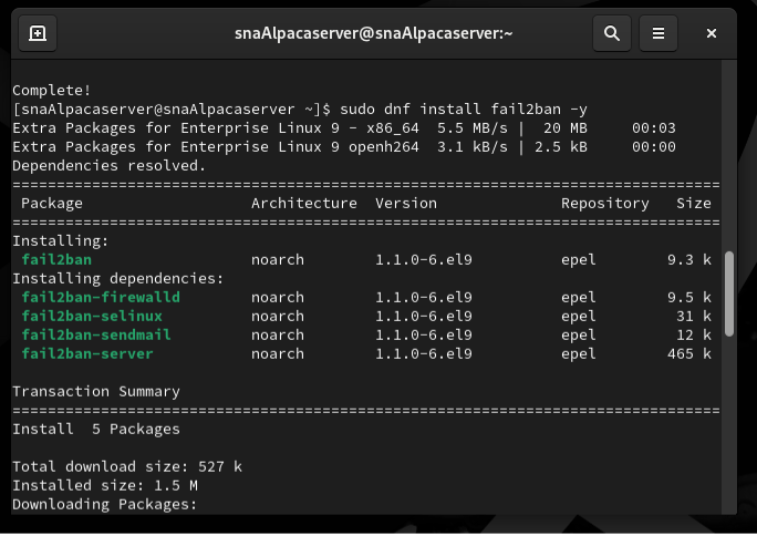 snaAlpacaserver@snaAlpacaserver:~
Complete!
[snaAlpacaserver@snaAlpacaserver ~]$ sudo dnf install fail2ban -y
Extra Packages for Enterprise Linux 9 - x86_64  5.5 MB/s |  20 MB     00:03
Extra Packages for Enterprise Linux 9 openh264  3.1 kB/s | 2.5 kB     00:00
Dependencies resolved.
================================================================================
 Package                   Architecture  Version              Repository   Size
================================================================================
Installing:
 fail2ban                  noarch        1.1.0-6.el9          epel        9.3 k
Installing dependencies:
 fail2ban-firewalld        noarch        1.1.0-6.el9          epel        9.5 k
 fail2ban-selinux          noarch        1.1.0-6.el9          epel         31 k
 fail2ban-sendmail         noarch        1.1.0-6.el9          epel         12 k
 fail2ban-server           noarch        1.1.0-6.el9          epel        465 k
Transaction Summary
================================================================================
Install  5 Packages
Total download size: 527 k
Installed size: 1.5 M
Downloading Packages: